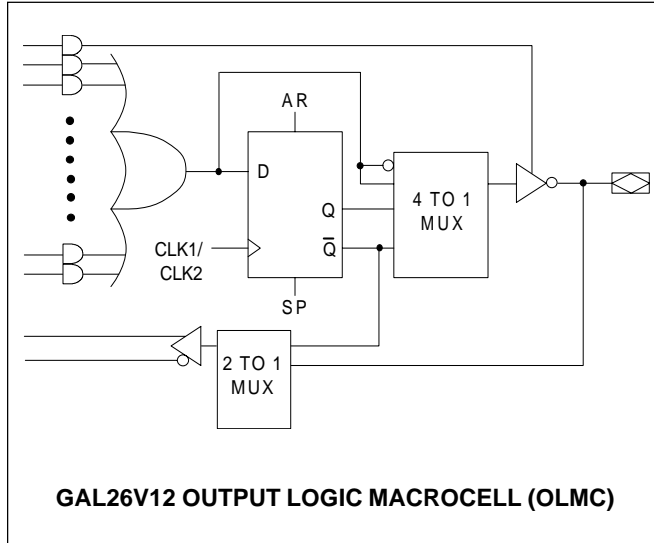 AR
D
Q
Q̅
CLK1/
CLK2
SP
4 TO 1
MUX
2 TO 1
MUX
GAL26V12 OUTPUT LOGIC MACROCELL (OLMC)